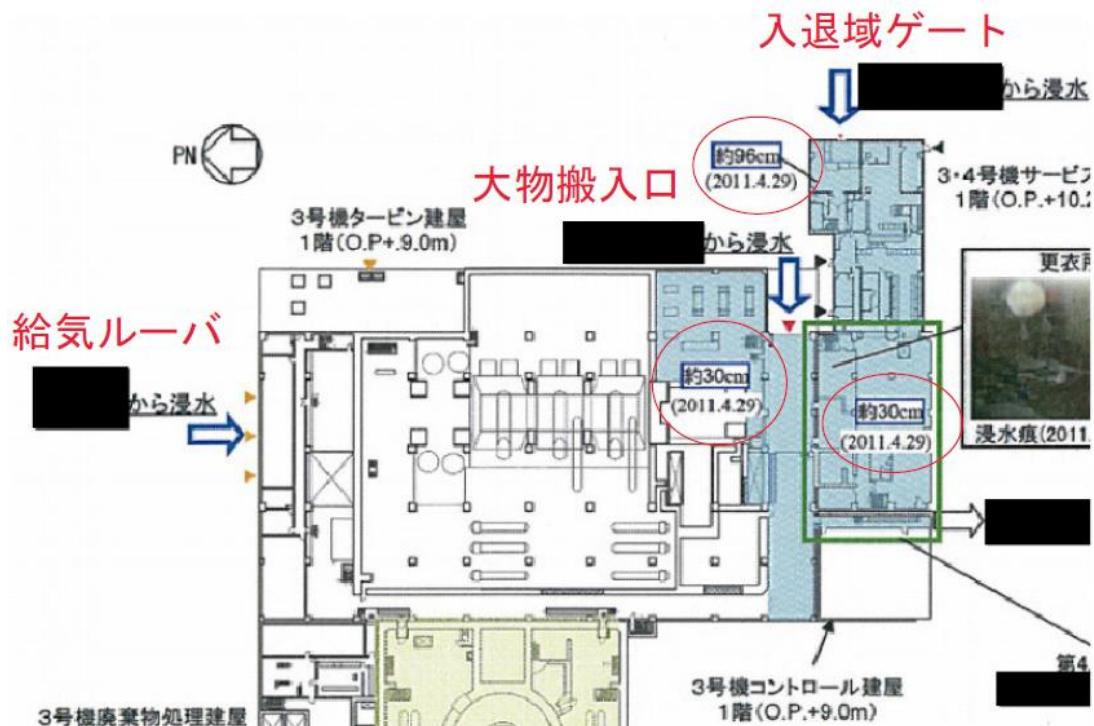 入退域ゲート
から浸水
PN
約96cm
(2011.4.29)
大物搬入口
3・4号機サービス
1階(O.P.+10.2
3号機タービン建屋
1階(O.P+.9.0m)
から浸水
更衣所
給気ルーバ
約30cm
(2011.4.29)
から浸水
約30cm
(2011.4.29)
浸水痕(2011.
第4
3号機コントロール建屋
1階(O.P.+9.0m)
3号機廃棄物処理建屋